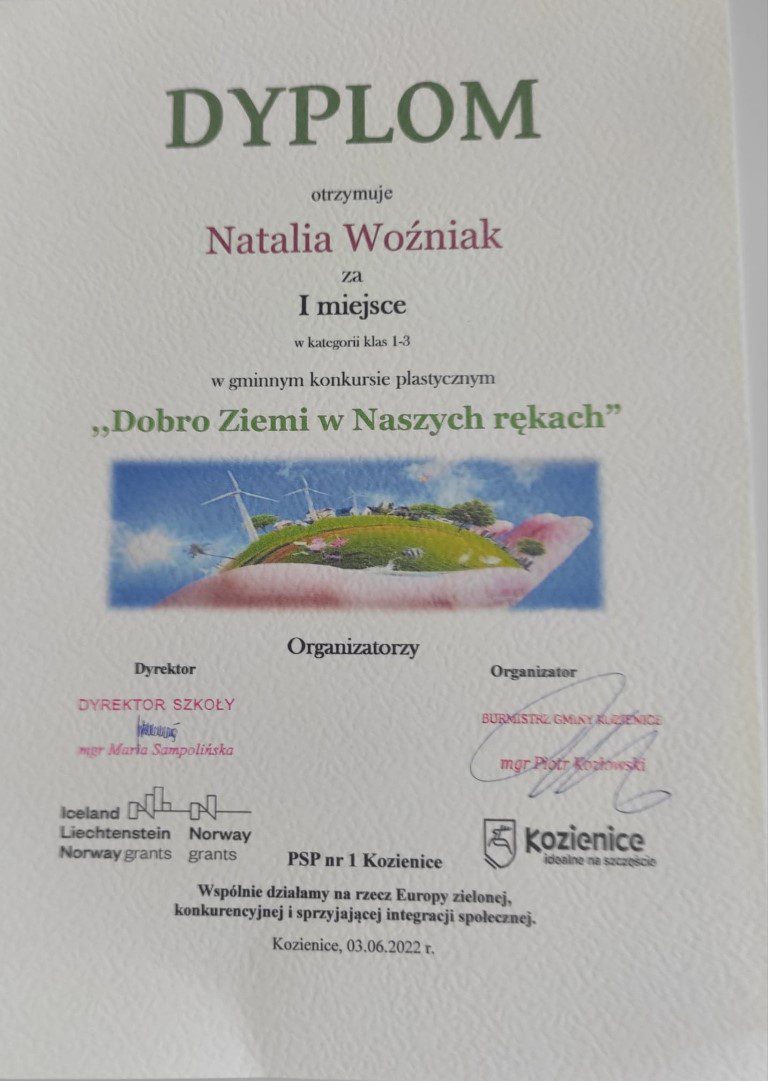 DYPLOM
otrzymuje
Natalia Woźniak
za
I miejsce
w kategorii klas 1-3
w gminnym konkursie plastycznym
,,Dobro Ziemi w Naszych rękach”
Organizatorzy
Dyrektor
DYREKTOR SZKOŁY
mgr Maria Sampolińska
Organizator
BURMISTRZ GMINY KOZIENICE
mgr Piotr Kozłowski
Iceland
Liechtenstein
Norway grants
Norway
grants
PSP nr 1 Kozienice
Kozienice
idealne na szczęście
Wspólnie działamy na rzecz Europy zielonej,
konkurencyjnej i sprzyjającej integracji społecznej.
Kozienice, 03.06.2022 r.